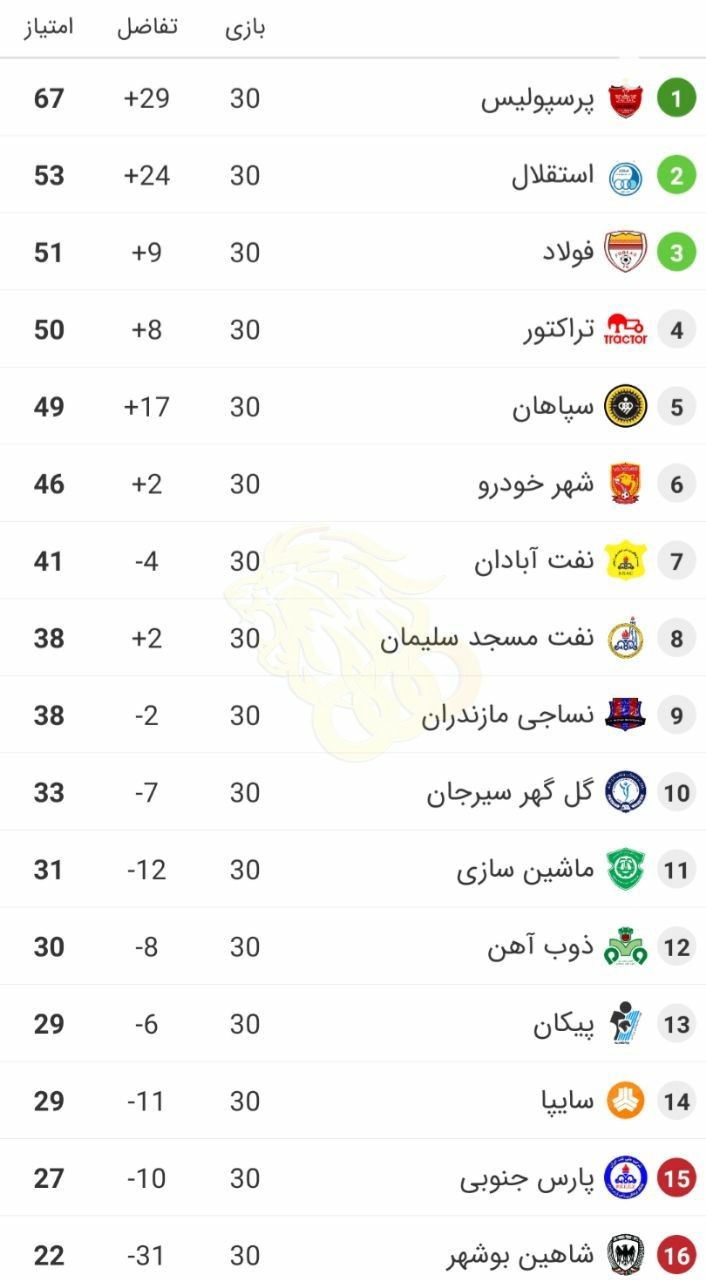 بازی تفاضل امتیاز
1 پرسپولیس 30 +29 67
2 استقلال 30 +24 53
3 فولاد 30 +9 51
4 TRACTOR تراکتور 30 +8 50
5 سپاهان 30 +17 49
6 شهر خودرو 30 +2 46
7 نفت آبادان 30 -4 41
8 نفت مسجد سلیمان 30 +2 38
9 نساجی مازندران 30 -2 38
10 گل گهر سیرجان 30 -7 33
11 ماشین سازی 30 -12 31
12 ذوب آهن 30 -8 30
13 پیکان 30 -6 29
14 سایپا 30 -11 29
15 پارس جنوبی 30 -10 27
16 شاهین بوشهر 30 -31 22